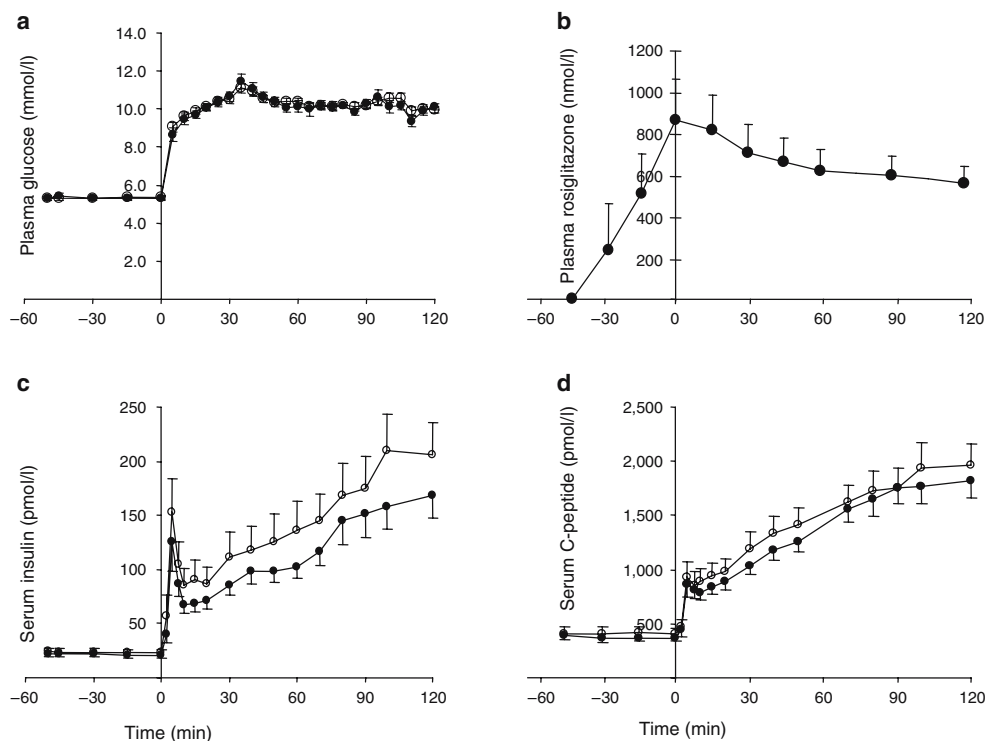 a
Plasma glucose (mmol/l)
14.0
12.0
10.0
8.0
6.0
4.0
2.0
–60 –30 0 30 60 90 120
b
Plasma rosiglitazone (nmol/l)
1200
1000
800
600
400
200
–60 –30 0 30 60 90 120
c
Serum insulin (pmol/l)
250
200
150
100
50
–60 –30 0 30 60 90 120
Time (min)
d
Serum C-peptide (pmol/l)
2,500
2,000
1,500
1,000
500
–60 –30 0 30 60 90 120
Time (min)